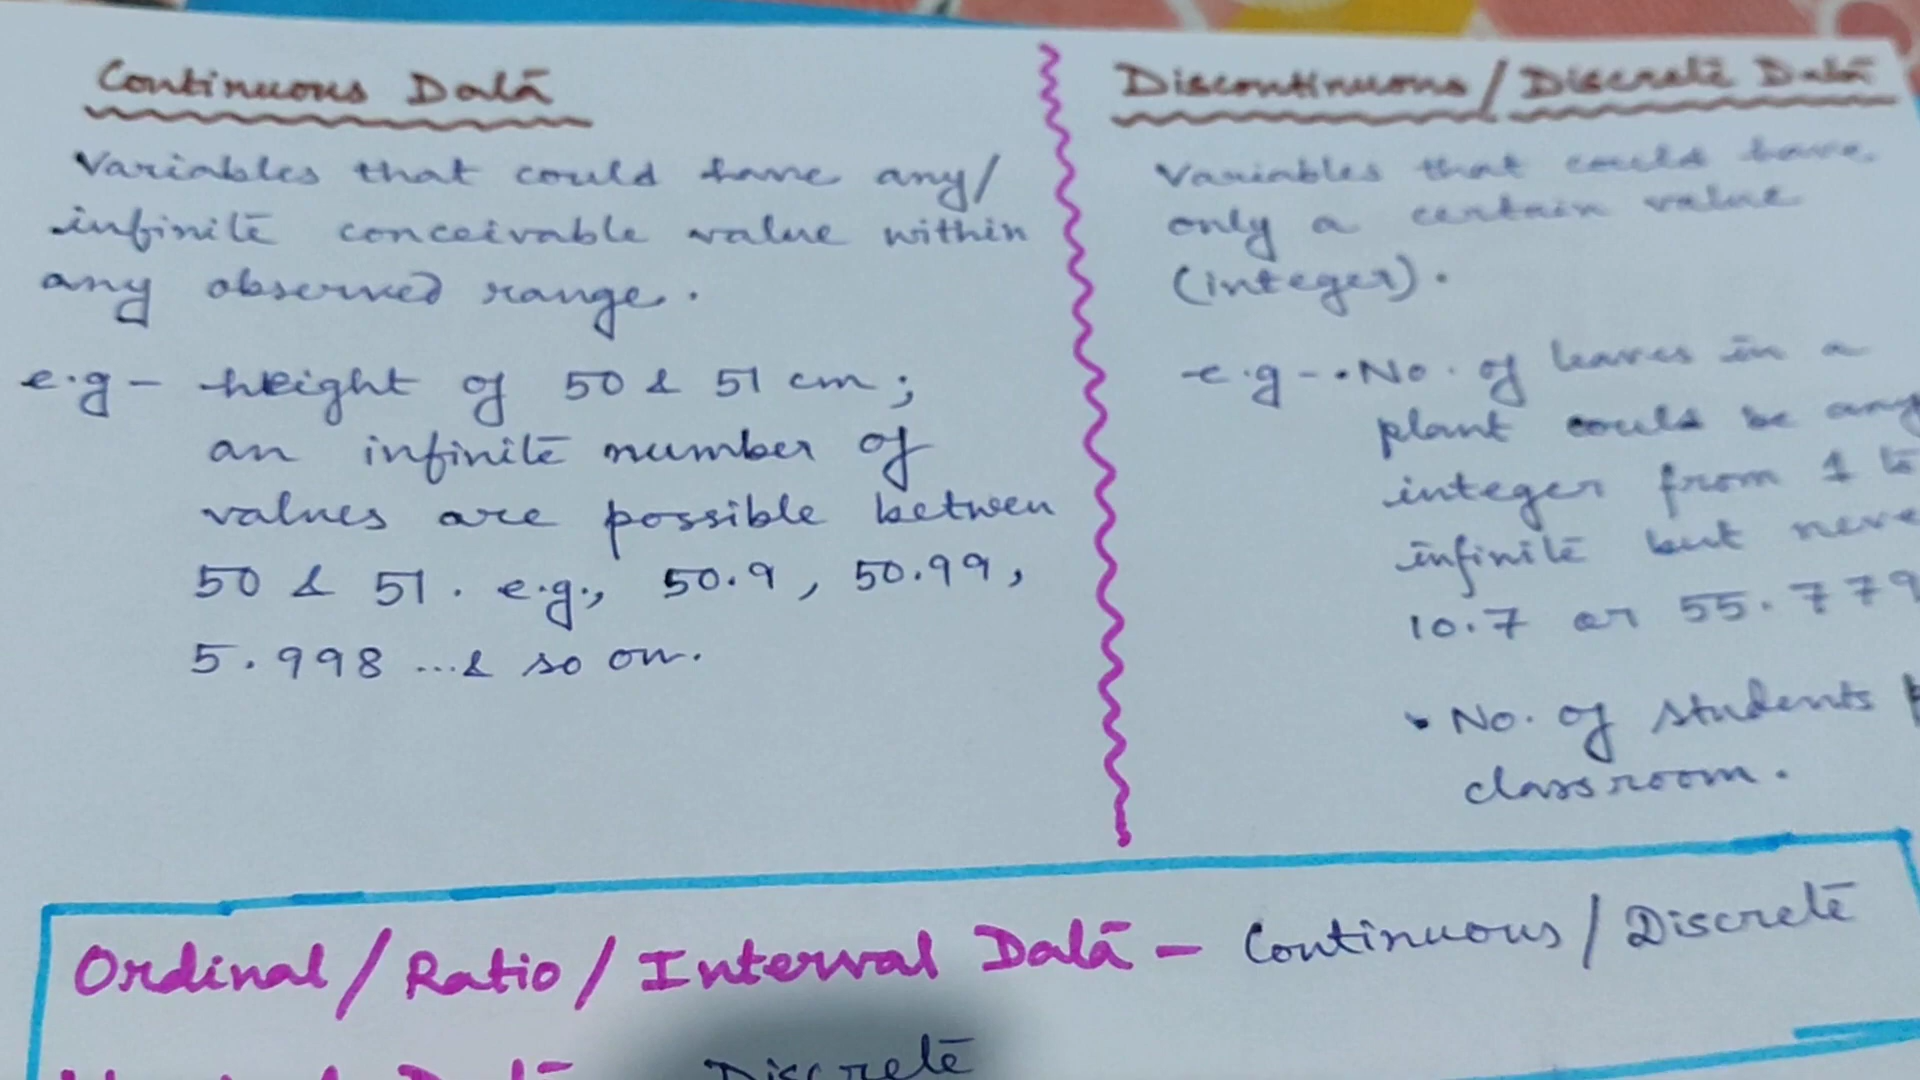 Continuous Data
Variables that could have any/
infinite conceivable value within
any observed range.
e.g- height of 50 & 51 cm;
an infinite number of
values are possible between
50 & 51. e.g., 50.9, 50.99,
5.998 ...& so on.
Discontinuous/Discrete Data
Variables that could have
only a certain value
(integer).
e.g-•No. of leaves in a
plant could be any
integer from 1 to
infinite but neve
10.7 or 55.779
• No. of students
classroom.
Ordinal/Ratio/Interval Data - Continuous/Discrete
Data Discrete